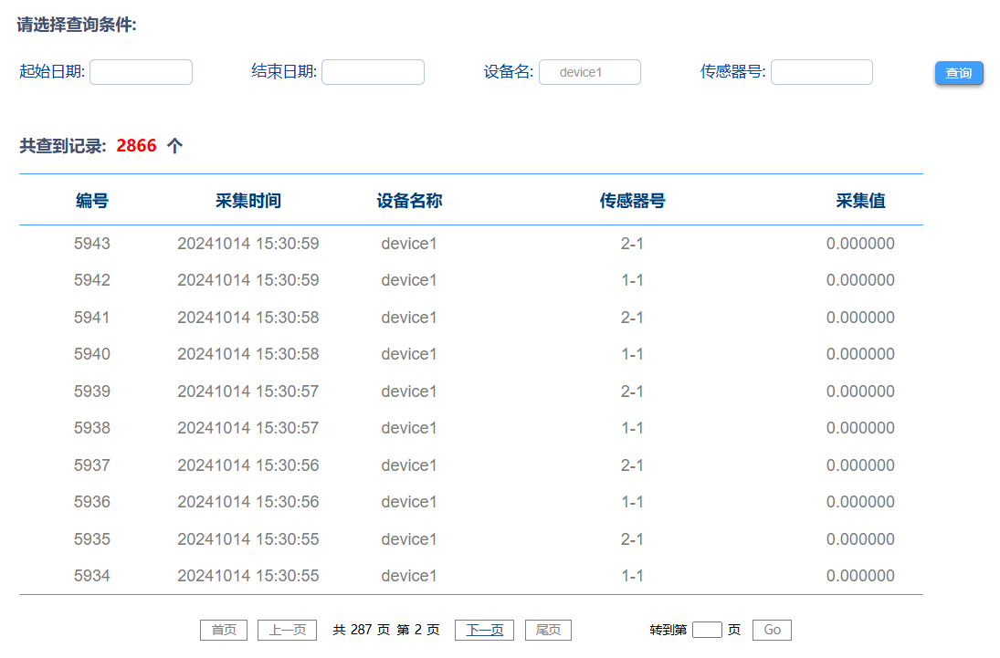 请选择查询条件:
起始日期: 结束日期: 设备名: device1 传感器号: 查询
共查到记录: 2866 个
编号 采集时间 设备名称 传感器号 采集值
5943 20241014 15:30:59 device1 2-1 0.000000
5942 20241014 15:30:59 device1 1-1 0.000000
5941 20241014 15:30:58 device1 2-1 0.000000
5940 20241014 15:30:58 device1 1-1 0.000000
5939 20241014 15:30:57 device1 2-1 0.000000
5938 20241014 15:30:57 device1 1-1 0.000000
5937 20241014 15:30:56 device1 2-1 0.000000
5936 20241014 15:30:56 device1 1-1 0.000000
5935 20241014 15:30:55 device1 2-1 0.000000
5934 20241014 15:30:55 device1 1-1 0.000000
首页 上一页 共 287 页 第 2 页 下一页 尾页 转到第 页 Go